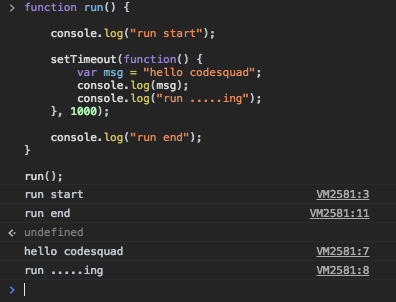 function run() {
console.log("run start");
setTimeout(function() {
var msg = "hello codesquad";
console.log(msg);
console.log("run .....ing");
}, 1000);
console.log("run end");
}
run();
run start VM2581:3
run end VM2581:11
undefined
hello codesquad VM2581:7
run .....ing VM2581:8